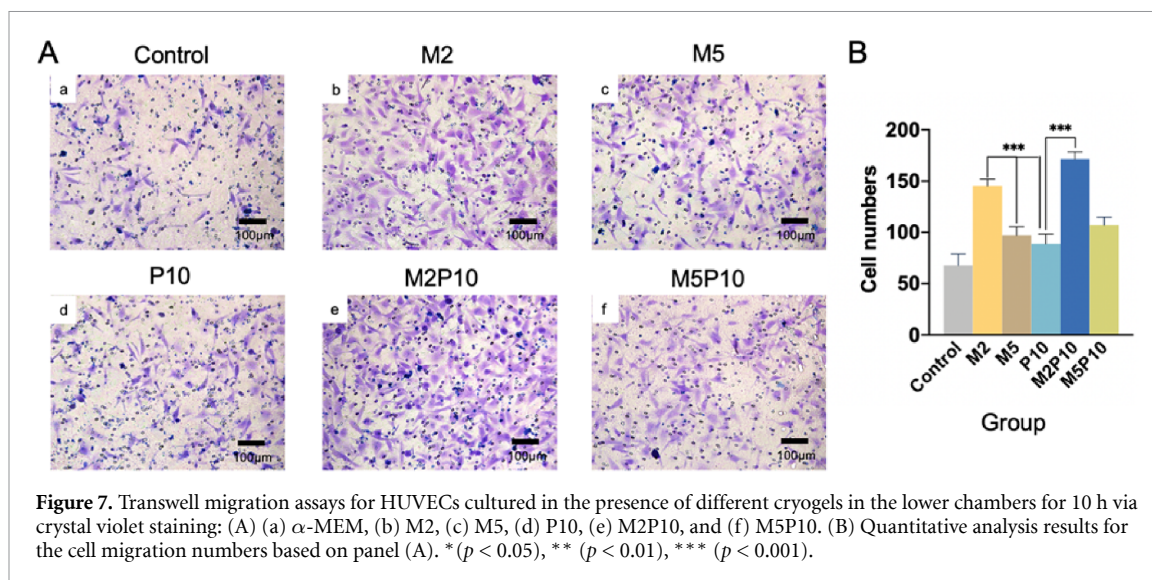 A
Control
M2
M5
a
b
c
100μm
100μm
100μm
P10
M2P10
M5P10
d
e
f
100μm
100μm
100μm
B
200
150
100
50
0
Cell numbers
***
***
Control
M2
M5
P10
M2P10
M5P10
Group
Figure 7. Transwell migration assays for HUVECs cultured in the presence of different cryogels in the lower chambers for 10 h via
crystal violet staining: (A) (a) α-MEM, (b) M2, (c) M5, (d) P10, (e) M2P10, and (f) M5P10. (B) Quantitative analysis results for
the cell migration numbers based on panel (A). *(p < 0.05), ** (p < 0.01), *** (p < 0.001).